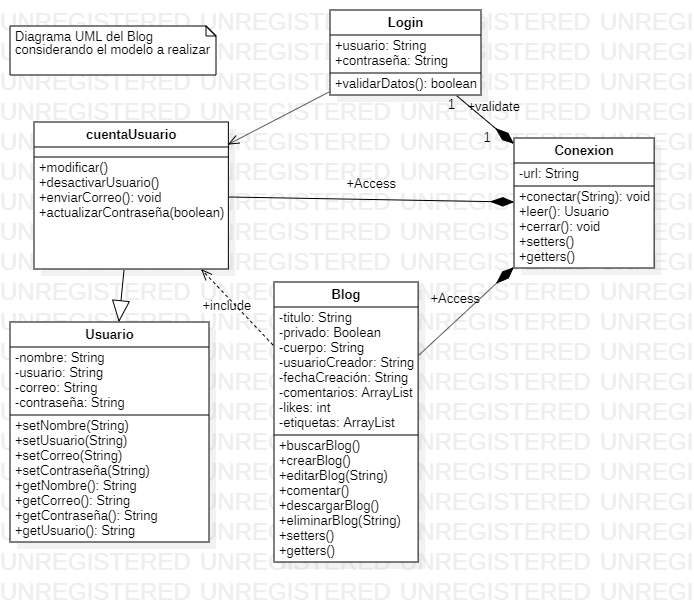 Diagrama UML del Blog
considerando el modelo a realizar
Login
+usuario: String
+contraseña: String
+validarDatos(): boolean
1
+validate
1
cuentaUsuario
+modificar()
+desactivarUsuario()
+enviarCorreo(): void
+actualizarContraseña(boolean)
+Access
Conexion
-url: String
+conectar(String): void
+leer(): Usuario
+cerrar(): void
+setters()
+getters()
+include
+Access
Blog
-titulo: String
-privado: Boolean
-cuerpo: String
-usuarioCreador: String
-fechaCreación: String
-comentarios: ArrayList
-likes: int
-etiquetas: ArrayList
+buscarBlog()
+crearBlog()
+editarBlog(String)
+comentar()
+descargarBlog()
+eliminarBlog(String)
+setters()
+getters()
Usuario
-nombre: String
-usuario: String
-correo: String
-contraseña: String
+setNombre(String)
+setUsuario(String)
+setCorreo(String)
+setContraseña(String)
+getNombre(): String
+getCorreo(): String
+getContraseña(): String
+getUsuario(): String
UNREGISTERED